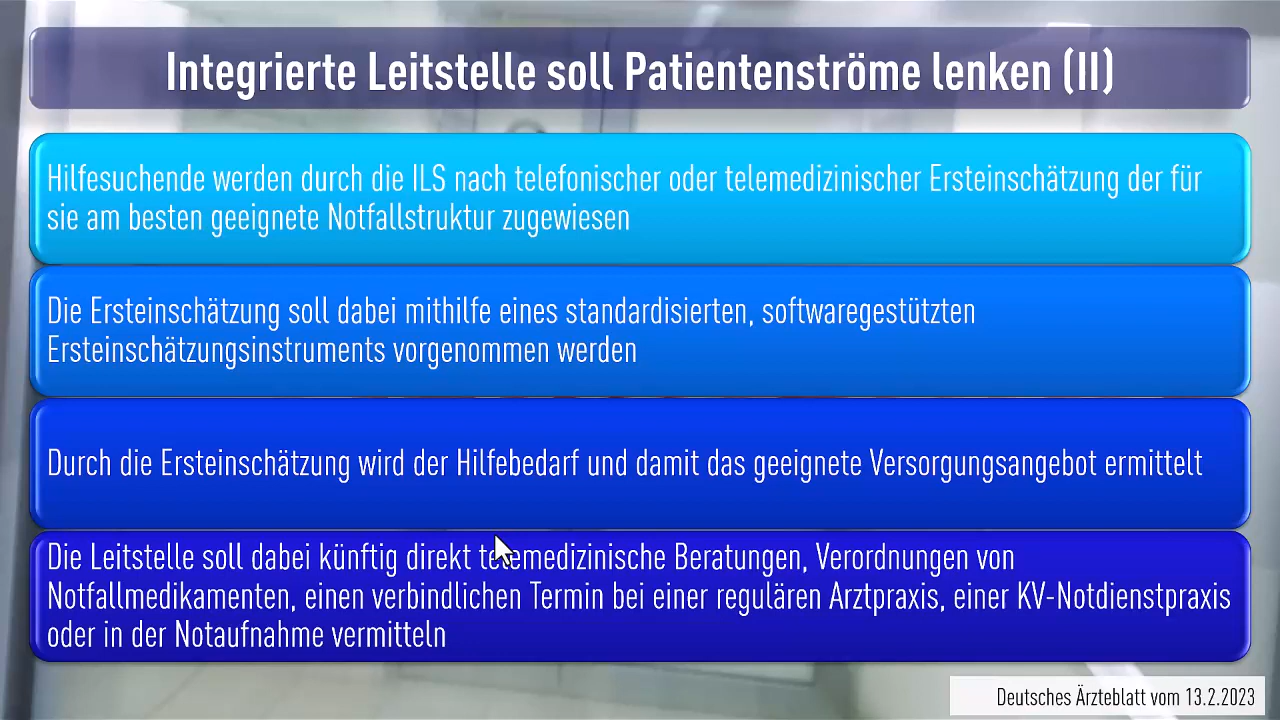 Integrierte Leitstelle soll Patientenströme lenken (II)
Hilfesuchende werden durch die ILS nach telefonischer oder telemedizinischer Ersteinschätzung der für
sie am besten geeignete Notfallstruktur zugewiesen
Die Ersteinschätzung soll dabei mithilfe eines standardisierten, softwaregestützten
Ersteinschätzungsinstruments vorgenommen werden
Durch die Ersteinschätzung wird der Hilfebedarf und damit das geeignete Versorgungsangebot ermittelt
Die Leitstelle soll dabei künftig direkt telemedizinische Beratungen, Verordnungen von
Notfallmedikamenten, einen verbindlichen Termin bei einer regulären Arztpraxis, einer KV-Notdienstpraxis
oder in der Notaufnahme vermitteln
Deutsches Ärzteblatt vom 13.2.2023